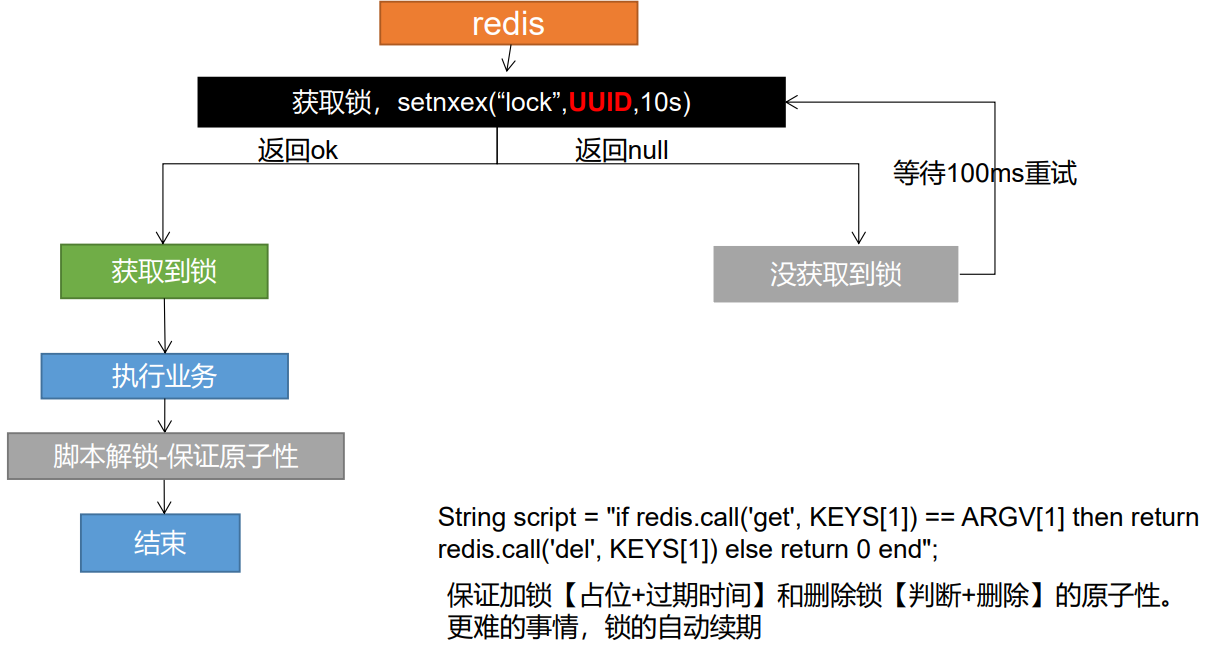 redis
获取锁，setnxex(“lock”,UUID,10s)
返回ok
返回null
等待100ms重试
获取到锁
没获取到锁
执行业务
脚本解锁-保证原子性
结束
String script = "if redis.call('get', KEYS[1]) == ARGV[1] then return
redis.call('del', KEYS[1]) else return 0 end";
保证加锁【占位+过期时间】和删除锁【判断+删除】的原子性。
更难的事情，锁的自动续期